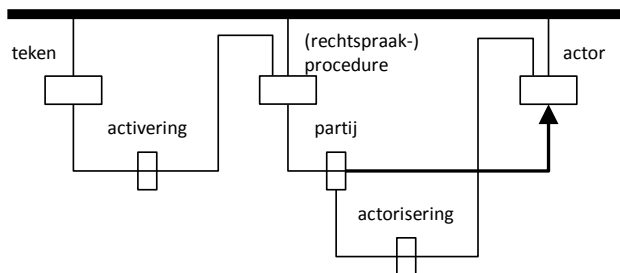 teken
(rechtspraak-)
procedure
actor
activering
partij
actorisering